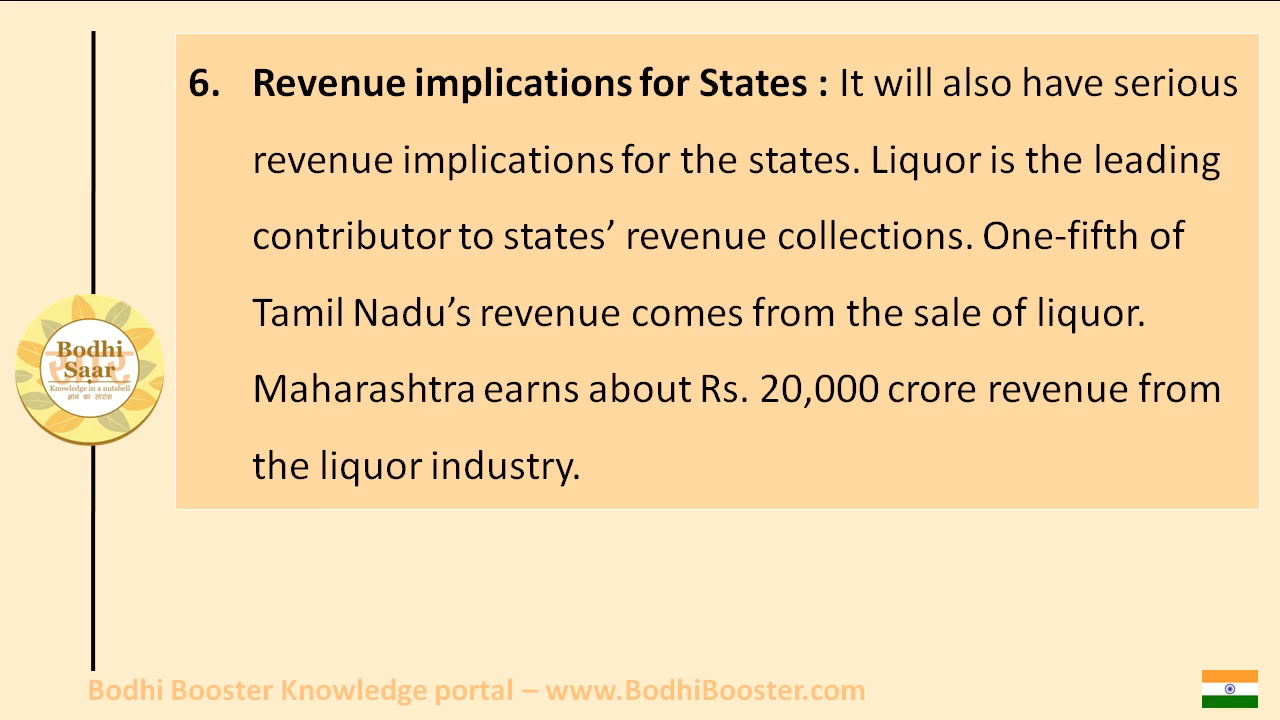 6. Revenue implications for States : It will also have serious
revenue implications for the states. Liquor is the leading
contributor to states’ revenue collections. One-fifth of
Tamil Nadu’s revenue comes from the sale of liquor.
Maharashtra earns about Rs. 20,000 crore revenue from
the liquor industry.
Bodhi
Saar
Knowledge in a nutshell
ज्ञान का सारांश
Bodhi Booster Knowledge portal – www.BodhiBooster.com